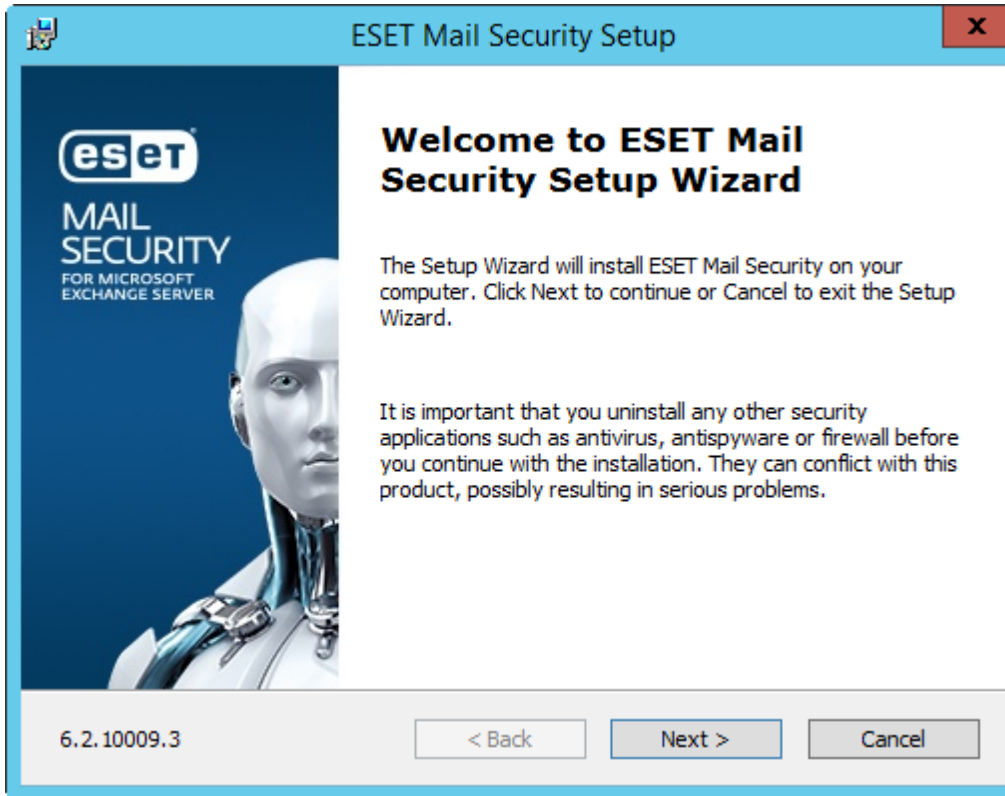 ESET Mail Security Setup
x
eset
MAIL
SECURITY
FOR MICROSOFT
EXCHANGE SERVER
Welcome to ESET Mail
Security Setup Wizard
The Setup Wizard will install ESET Mail Security on your
computer. Click Next to continue or Cancel to exit the Setup
Wizard.
It is important that you uninstall any other security
applications such as antivirus, antispyware or firewall before
you continue with the installation. They can conflict with this
product, possibly resulting in serious problems.
6.2.10009.3
< Back
Next >
Cancel